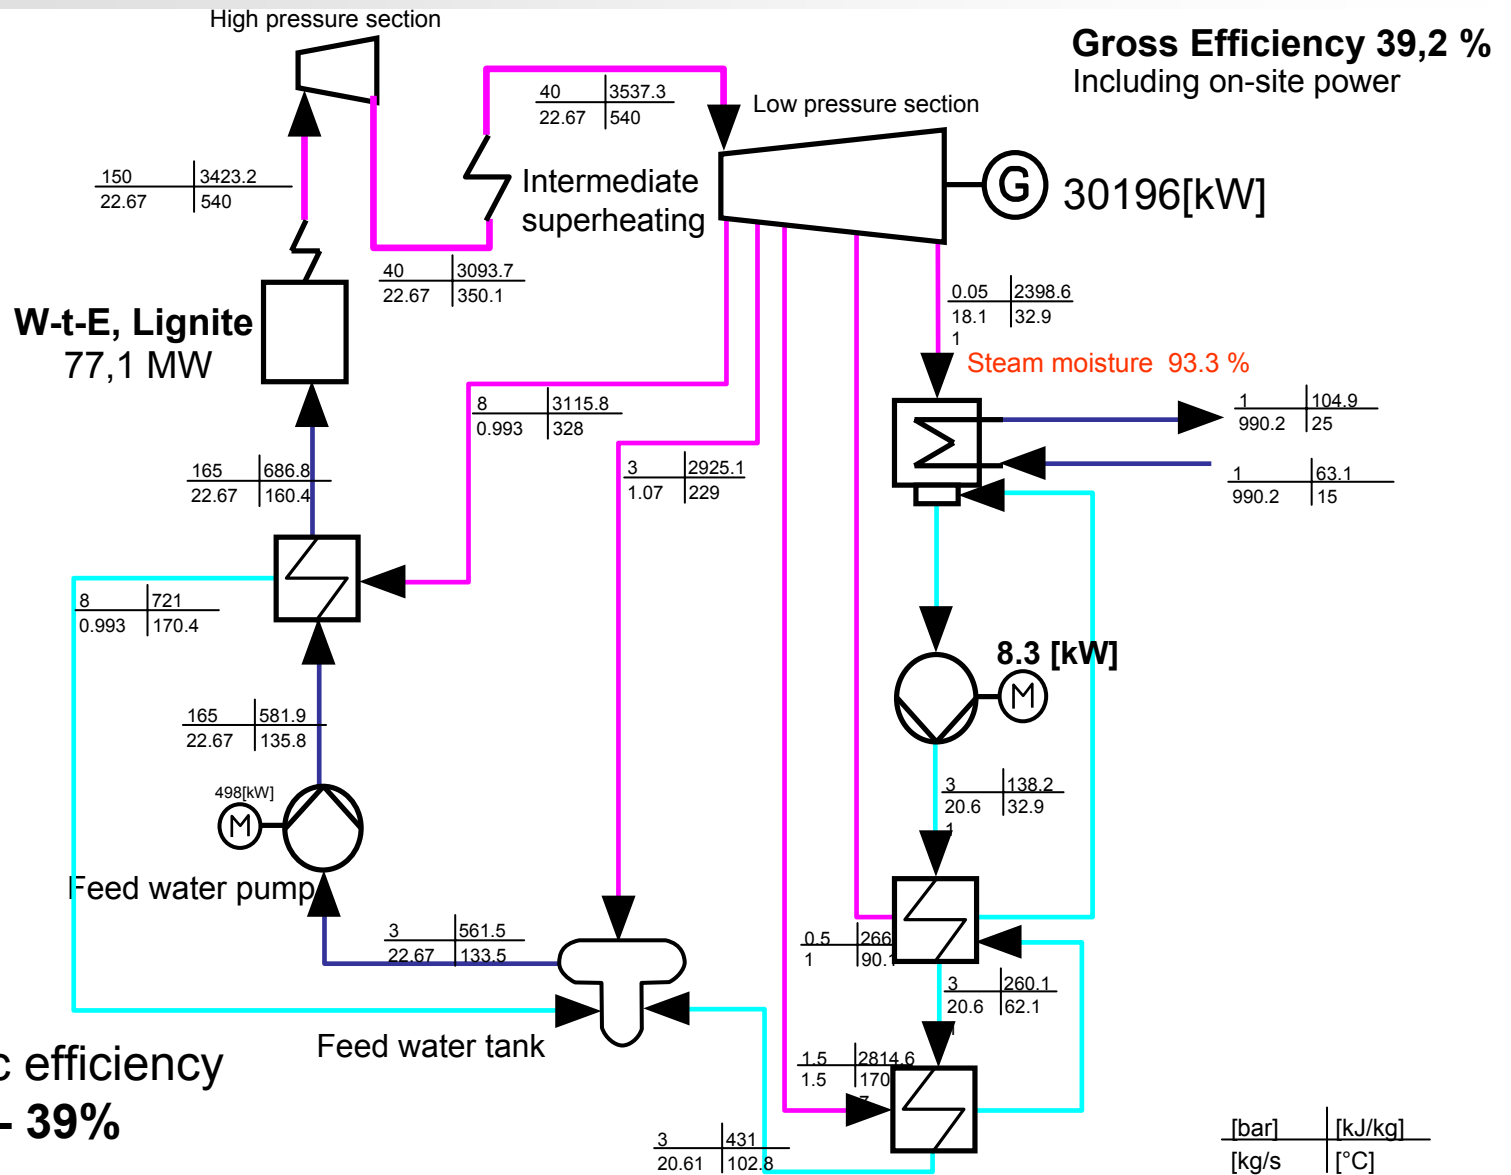 High pressure section
Gross Efficiency 39,2 %
Including on-site power
40 3537.3
22.67 540
Low pressure section
150 3423.2
22.67 540
Intermediate
superheating
G
30196[kW]
40 3093.7
22.67 350.1
0.05 2398.6
18.1 32.9
1
W-t-E, Lignite
77,1 MW
Steam moisture 93.3 %
1 104.9
990.2 25
8 3115.8
0.993 328
165 686.8
22.67 160.4
3 2925.1
1.07 229
1 63.1
990.2 15
8 721
0.993 170.4
8.3 [kW]
M
165 581.9
22.67 135.8
498[kW]
M
3 138.2
20.6 32.9
1
Feed water pump
3 561.5
22.67 133.5
0.5 266
1 90.1
3 260.1
20.6 62.1
1
Feed water tank
c efficiency
- 39%
1.5 2814.6
1.5 170
7
3 431
20.61 102.8
[bar] [kJ/kg]
[kg/s [°C]